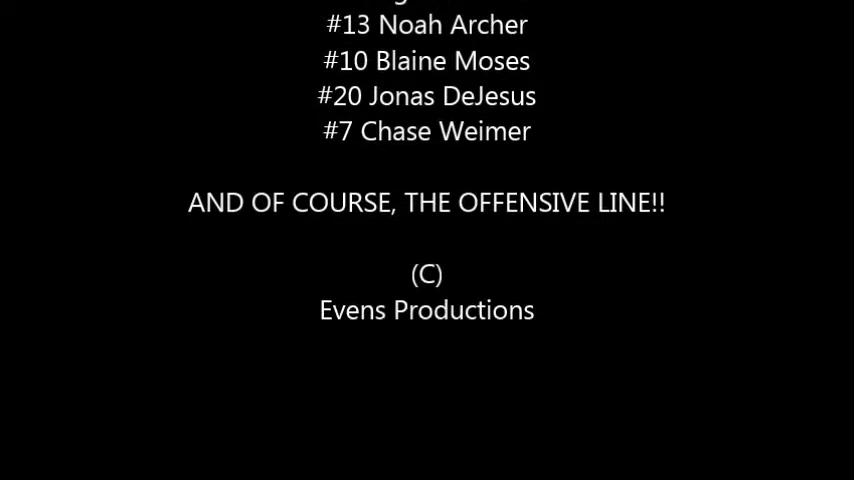 #13 Noah Archer
#10 Blaine Moses
#20 Jonas DeJesus
#7 Chase Weimer
AND OF COURSE, THE OFFENSIVE LINE!!
(C)
Evens Productions